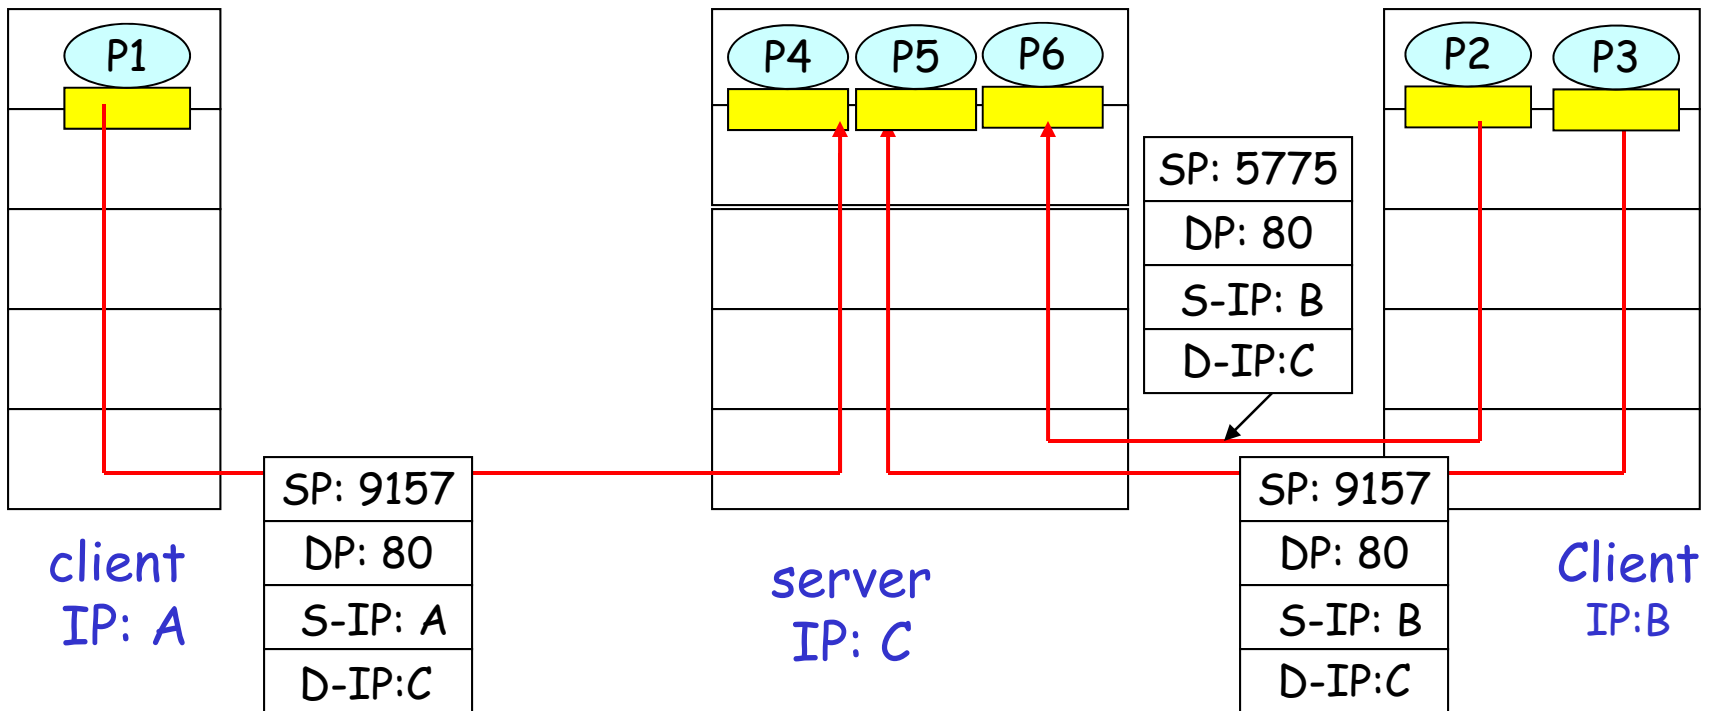 P1
P4
P5
P6
P2
P3
SP: 5775
DP: 80
S-IP: B
D-IP:C
SP: 9157
DP: 80
S-IP: A
D-IP:C
SP: 9157
DP: 80
S-IP: B
D-IP:C
client
IP: A
server
IP: C
Client
IP:B